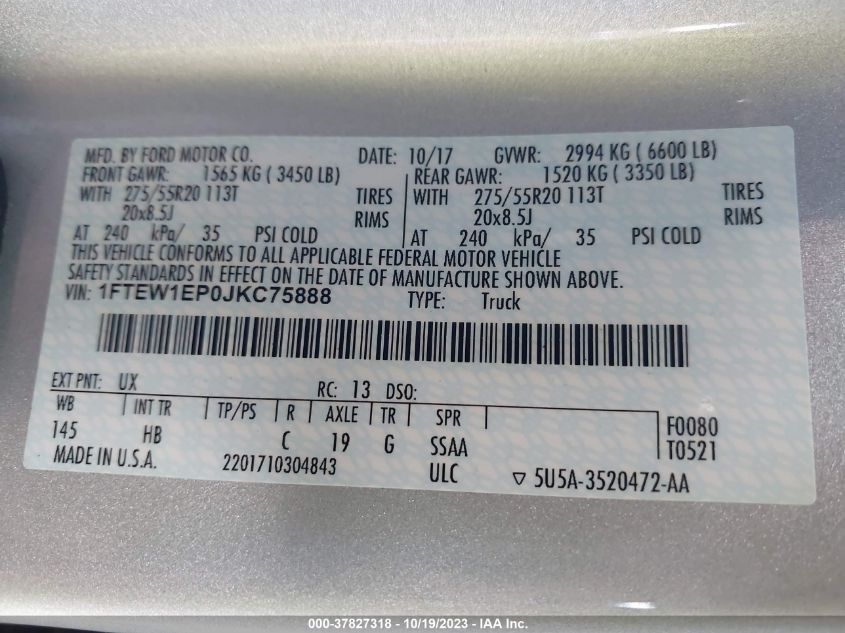 MFD. BY FORD MOTOR CO. DATE: 10/17 GVWR: 2994 KG ( 6600 LB)
FRONT GAWR: 1565 KG ( 3450 LB) REAR GAWR: 1520 KG ( 3350 LB)
WITH 275/55R20 113T TIRES WITH 275/55R20 113T TIRES
20x8.5J RIMS 20x8.5J RIMS
AT 240 kPa/ 35 PSI COLD AT 240 kPa/ 35 PSI COLD
THIS VEHICLE CONFORMS TO ALL APPLICABLE FEDERAL MOTOR VEHICLE
SAFETY STANDARDS IN EFFECT ON THE DATE OF MANUFACTURE SHOWN ABOVE.
VIN: 1FTEW1EP0JKC75888 TYPE: Truck
EXT PNT: UX RC: 13 DSO:
WB INT TR TP/PS R AXLE TR SPR F0080
145 HB C 19 G SSAA T0521
MADE IN U.S.A. 2201710304843 ULC ▽ 5U5A-3520472-AA
000-37827318 - 10/19/2023 - IAA Inc.